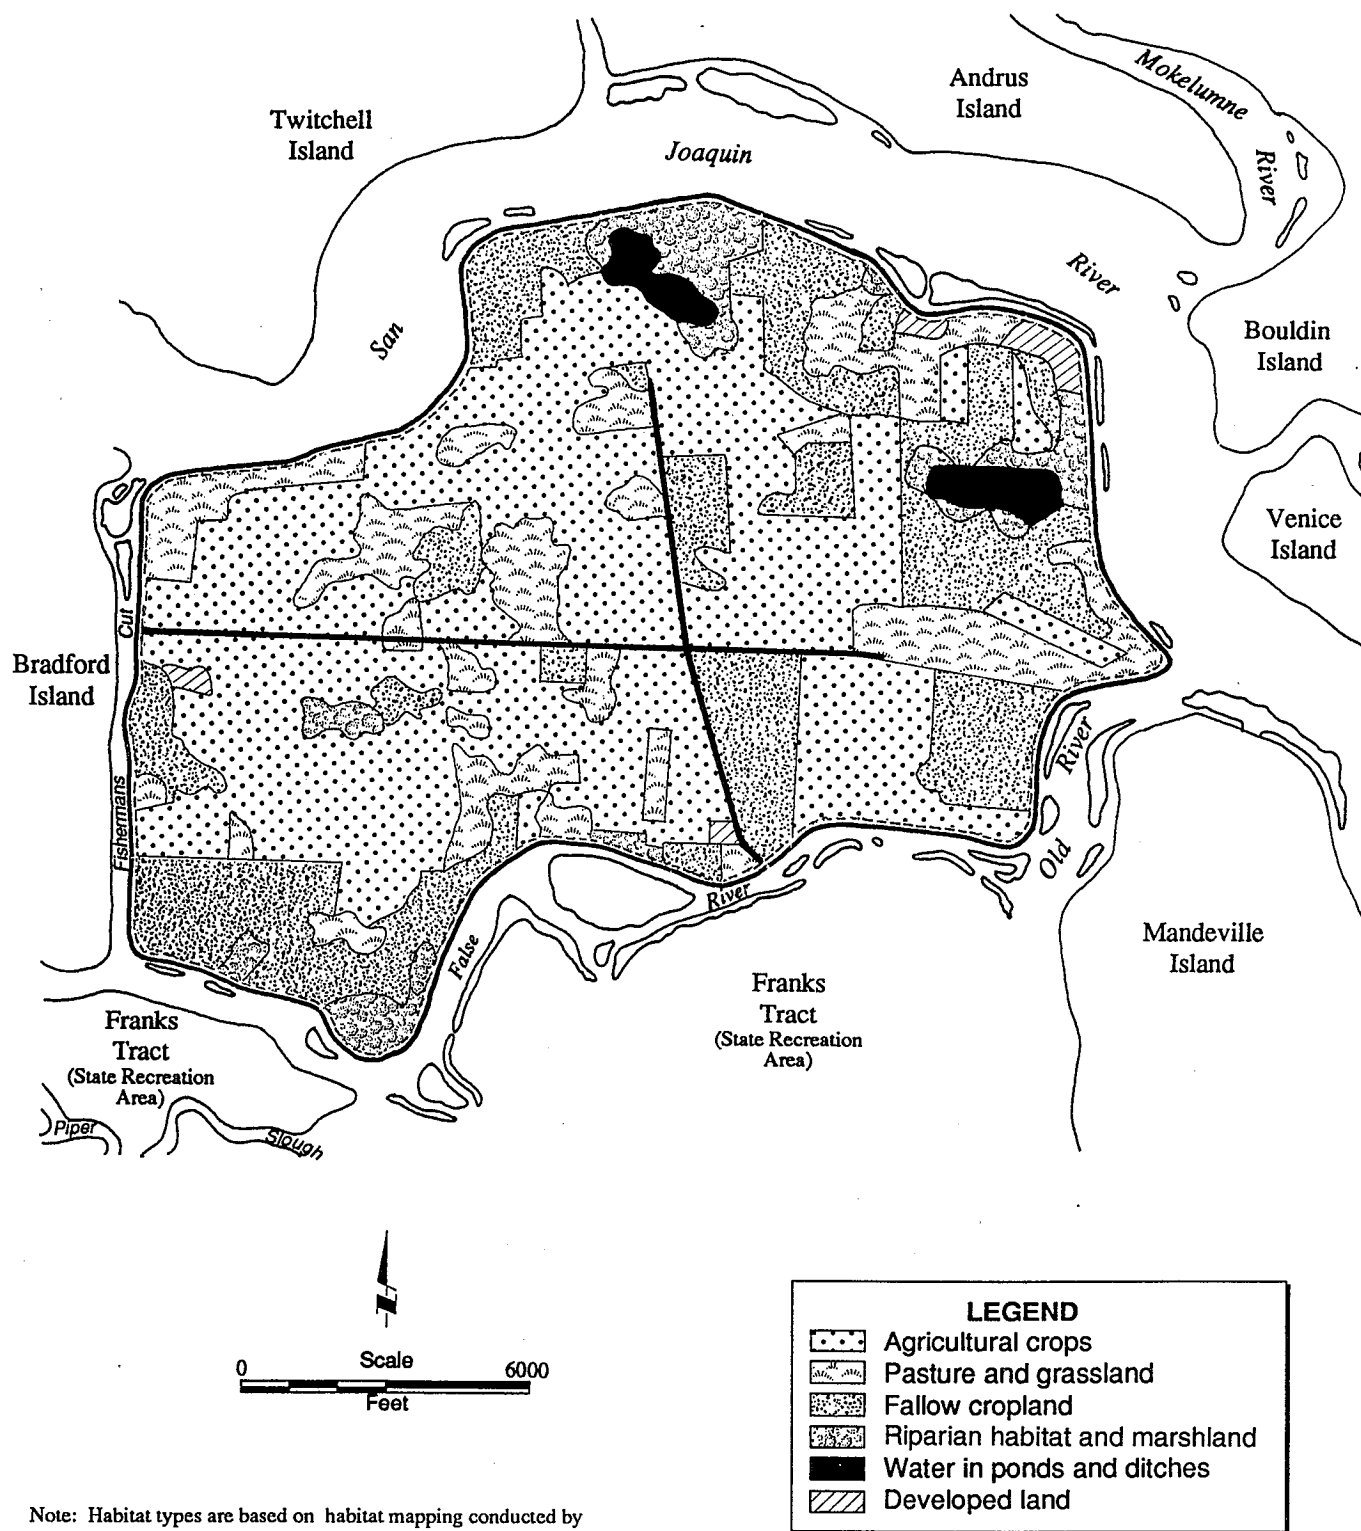 Mokelumne
River
Andrus
Island
Twitchell
Island
Joaquin
River
San
Bouldin
Island
Venice
Island
Cut
Bradford
Island
Fishermans
River
Old
River
False
Mandeville
Island
Franks
Tract
(State Recreation
Area)
Franks
Tract
(State Recreation
Area)
Piper
Slough
N
0 Scale 6000
Feet
LEGEND
Agricultural crops
Pasture and grassland
Fallow cropland
Riparian habitat and marshland
Water in ponds and ditches
Developed land
Note: Habitat types are based on habitat mapping conducted by